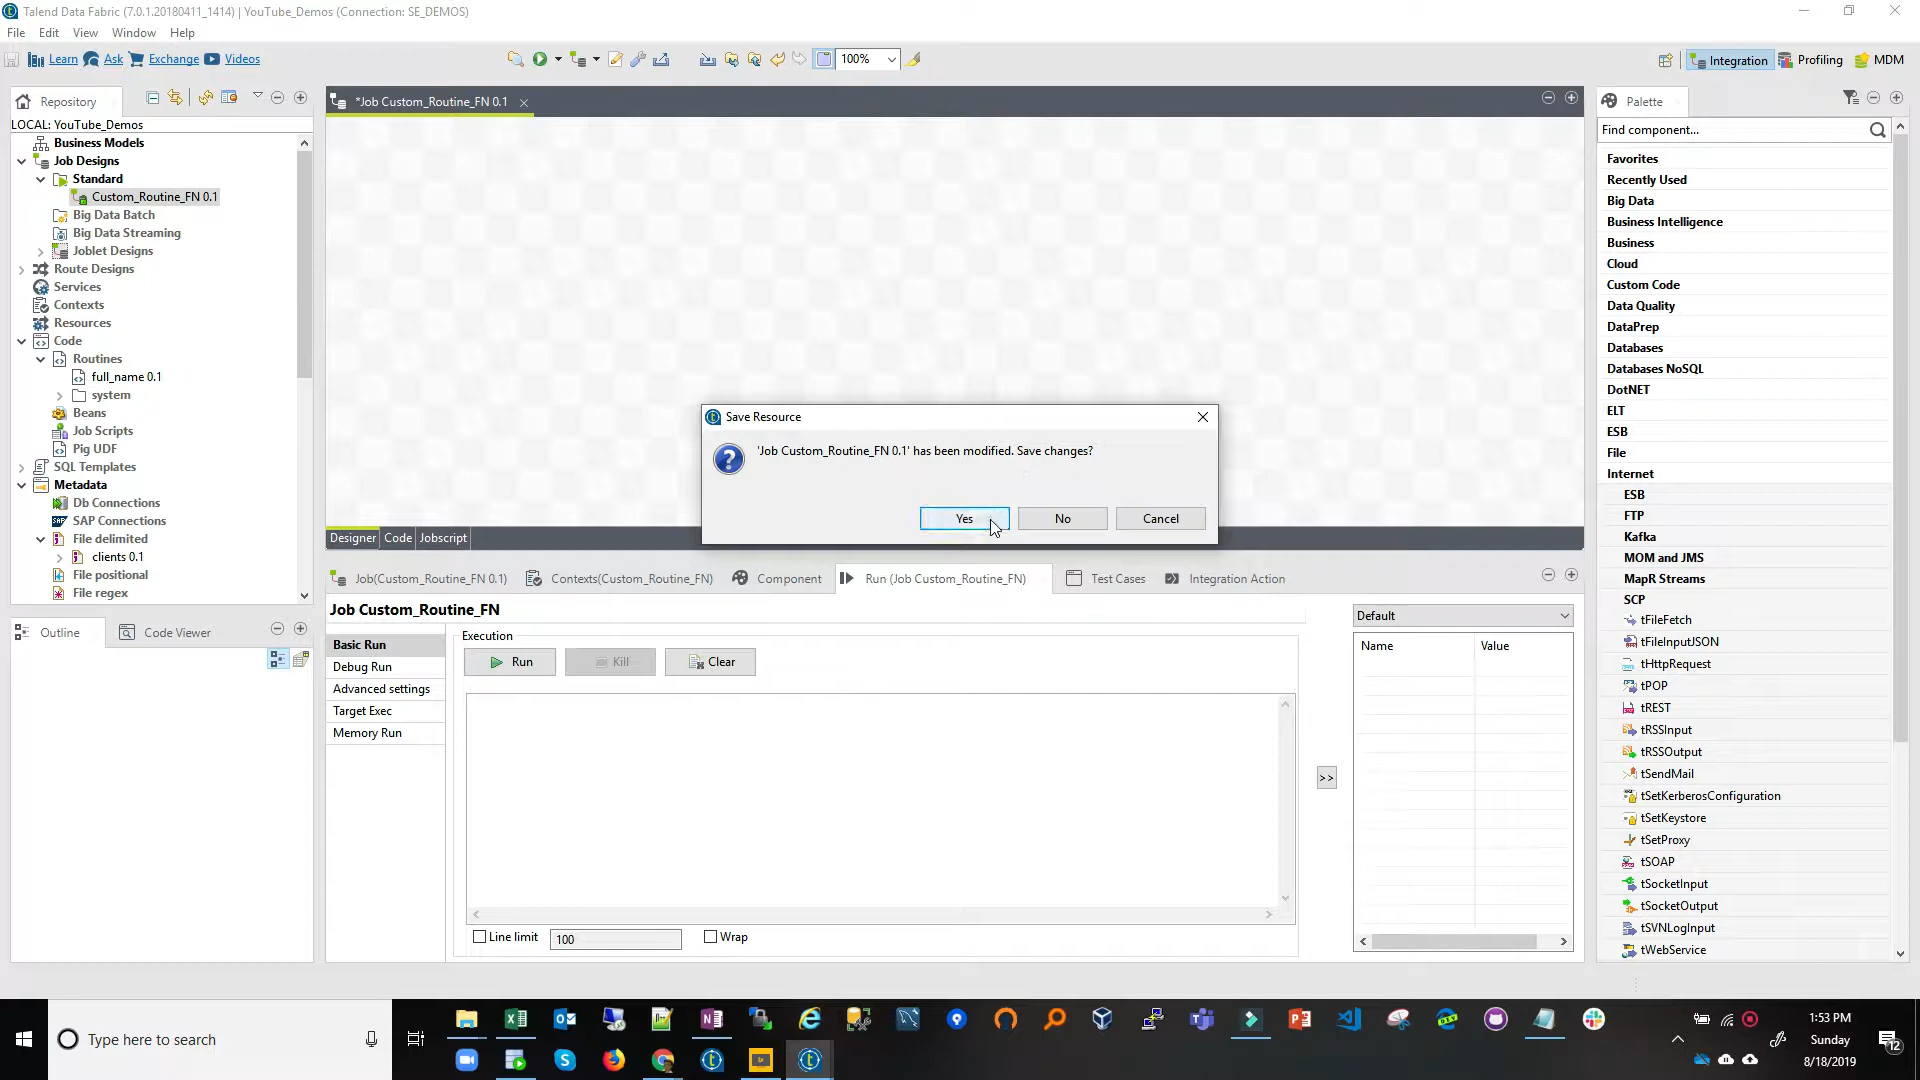 Talend Data Fabric (7.0.1.20180411_1414) | YouTube_Demos (Connection: SE_DEMOS)
File Edit View Window Help
Learn Ask Exchange Videos
100%
Integration Profiling MDM
Repository
LOCAL: YouTube_Demos
Business Models
Job Designs
Standard
Custom_Routine_FN 0.1
Big Data Batch
Big Data Streaming
Joblet Designs
Route Designs
Services
Contexts
Resources
Code
Routines
full_name 0.1
system
Beans
Job Scripts
Pig UDF
SQL Templates
Metadata
Db Connections
SAP Connections
File delimited
clients 0.1
File positional
File regex
Outline Code Viewer
*Job Custom_Routine_FN 0.1
Save Resource
'Job Custom_Routine_FN 0.1' has been modified. Save changes?
Yes No Cancel
Designer Code Jobscript
Job(Custom_Routine_FN 0.1) Contexts(Custom_Routine_FN) Component Run (Job Custom_Routine_FN) Test Cases Integration Action
Job Custom_Routine_FN
Basic Run
Debug Run
Advanced settings
Target Exec
Memory Run
Execution
Run Kill Clear
Line limit 100 Wrap
>>
Default
Name Value
Palette
Find component...
Favorites
Recently Used
Big Data
Business Intelligence
Business
Cloud
Custom Code
Data Quality
DataPrep
Databases
Databases NoSQL
DotNET
ELT
ESB
File
Internet
ESB
FTP
Kafka
MOM and JMS
MapR Streams
SCP
tFileFetch
tFileInputJSON
tHttpRequest
tPOP
tREST
tRSSInput
tRSSOutput
tSendMail
tSetKerberosConfiguration
tSetKeystore
tSetProxy
tSOAP
tSocketInput
tSocketOutput
tSVNLogInput
tWebService
Type here to search
1:53 PM
Sunday
8/18/2019
12